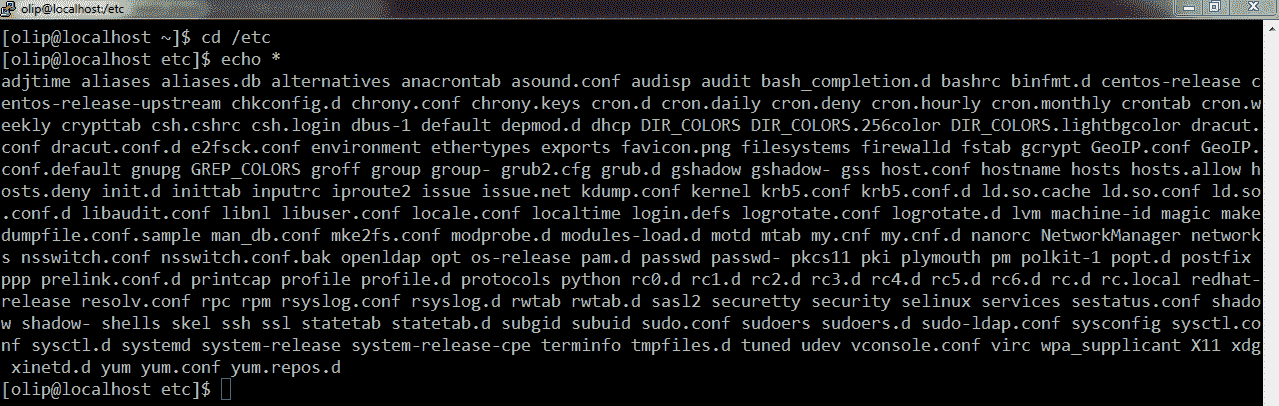 olip@localhost:/etc
[olip@localhost ~]$ cd /etc
[olip@localhost etc]$ echo *
adjtime aliases aliases.db alternatives anacrontab asound.conf audisp audit bash_completion.d bashrc binfmt.d centos-release c
entos-release-upstream chkconfig.d chrony.conf chrony.keys cron.d cron.daily cron.deny cron.hourly cron.monthly crontab cron.w
eekly crypttab csh.cshrc csh.login dbus-1 default depmod.d dhcp DIR_COLORS DIR_COLORS.256color DIR_COLORS.lightbgcolor dracut.
conf dracut.conf.d e2fsck.conf environment ethertypes exports favicon.png filesystems firewalld fstab gcrypt GeoIP.conf GeoIP.
conf.default gnupg GREP_COLORS groff group group- grub2.cfg grub.d gshadow gshadow- gss host.conf hostname hosts hosts.allow h
osts.deny init.d inittab inputrc iproute2 issue issue.net kdump.conf kernel krb5.conf krb5.conf.d ld.so.cache ld.so.conf ld.so
.conf.d libaudit.conf libnl libuser.conf locale.conf localtime login.defs logrotate.conf logrotate.d lvm machine-id magic make
dumpfile.conf.sample man_db.conf mke2fs.conf modprobe.d modules-load.d motd mtab my.cnf my.cnf.d nanorc NetworkManager network
s nsswitch.conf nsswitch.conf.bak openldap opt os-release pam.d passwd passwd- pkcs11 pki plymouth pm polkit-1 popt.d postfix
ppp prelink.conf.d printcap profile profile.d protocols python rc0.d rc1.d rc2.d rc3.d rc4.d rc5.d rc6.d rc.d rc.local redhat-
release resolv.conf rpc rpm rsyslog.conf rsyslog.d rwtab rwtab.d sasl2 securetty security selinux services sestatus.conf shado
w shadow- shells skel ssh ssl statetab statetab.d subgid subuid sudo.conf sudoers sudoers.d sudo-ldap.conf sysconfig sysctl.co
nf sysctl.d systemd system-release system-release-cpe terminfo tmpfiles.d tuned udev vconsole.conf virc wpa_supplicant X11 xdg
xinetd.d yum yum.conf yum.repos.d
[olip@localhost etc]$